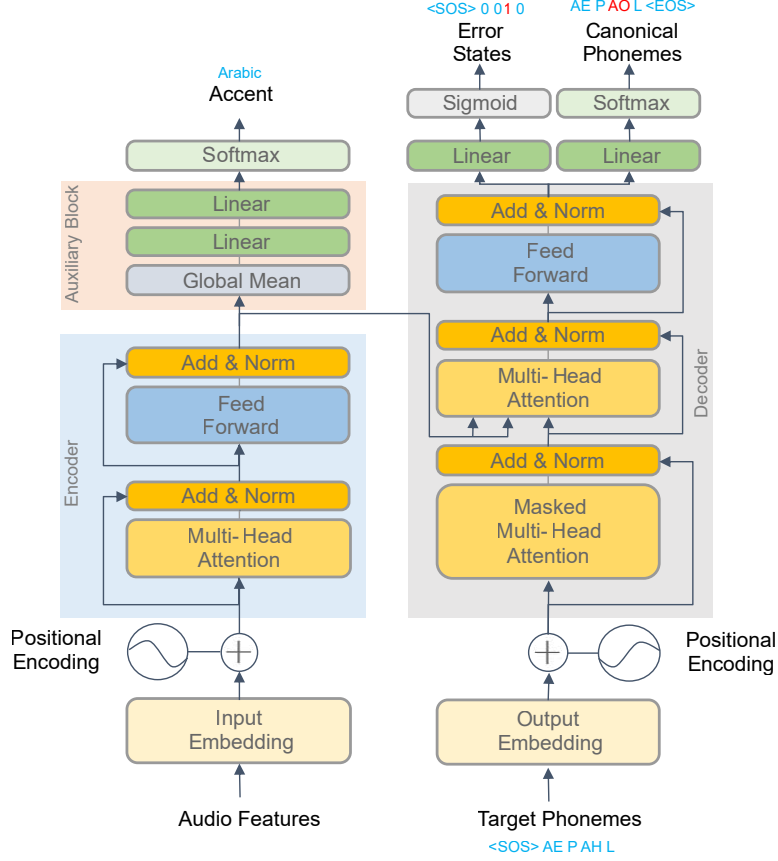 <SOS> 0 0 1 0
AE P AO L <EOS>
Error
States
Canonical
Phonemes
Arabic
Accent
Sigmoid
Softmax
Softmax
Linear
Linear
Auxiliary Block
Linear
Linear
Global Mean
Add & Norm
Feed
Forward
Add & Norm
Multi-Head
Attention
Add & Norm
Masked
Multi-Head
Attention
Decoder
Encoder
Add & Norm
Feed
Forward
Add & Norm
Multi-Head
Attention
Positional
Encoding
Positional
Encoding
Input
Embedding
Output
Embedding
Audio Features
Target Phonemes
<SOS> AE P AH L